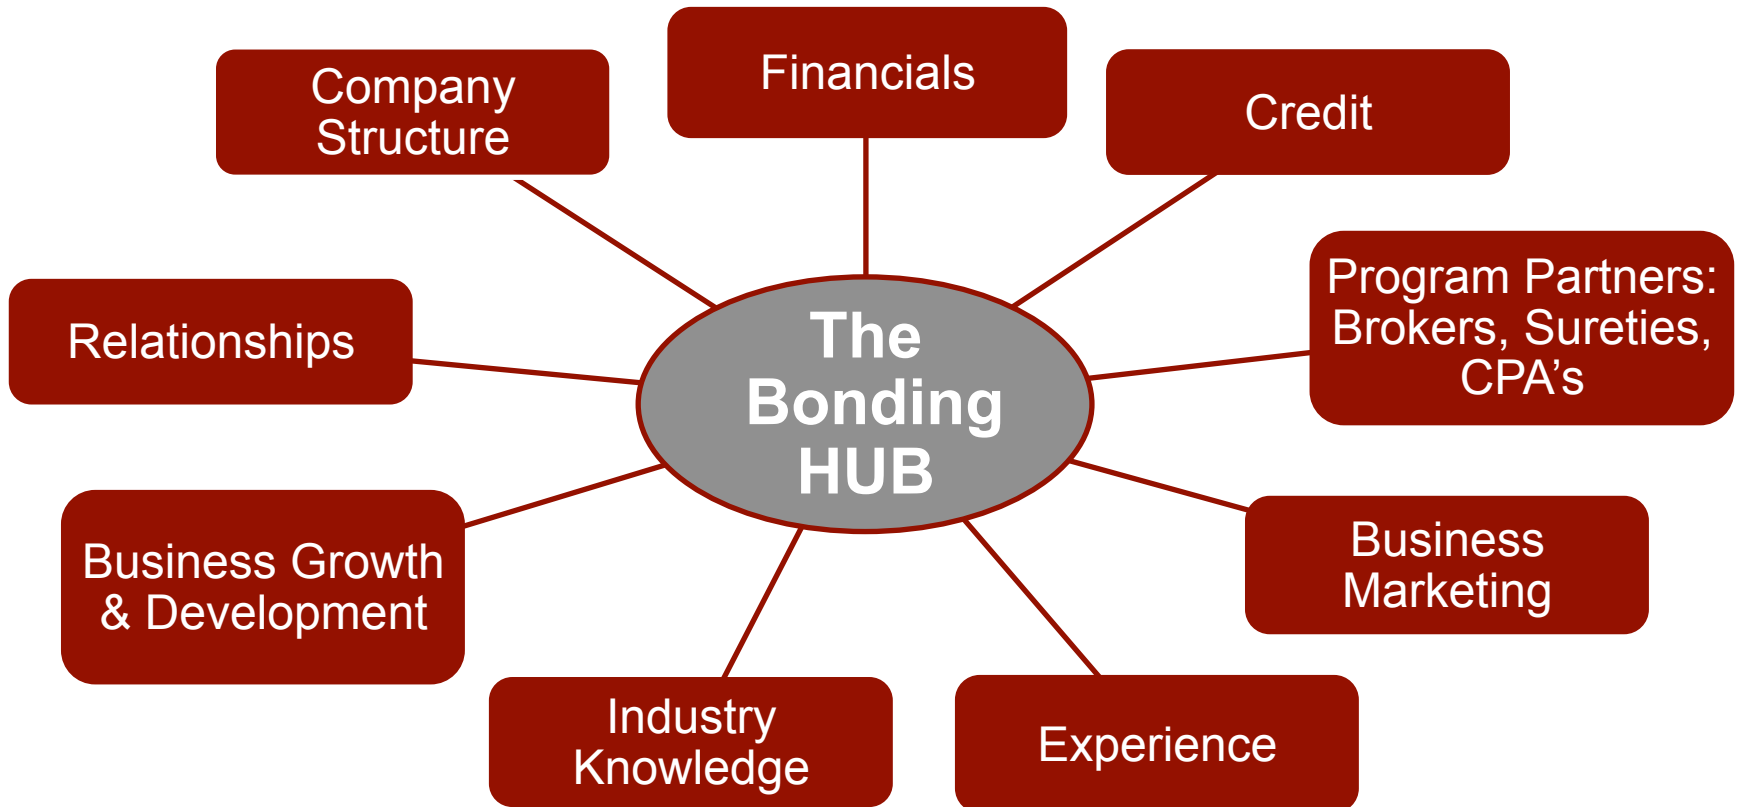 Financials
Company
Structure
Credit
Program Partners:
Brokers, Sureties,
CPA’s
Relationships
The
Bonding
HUB
Business
Marketing
Business Growth
& Development
Industry
Knowledge
Experience